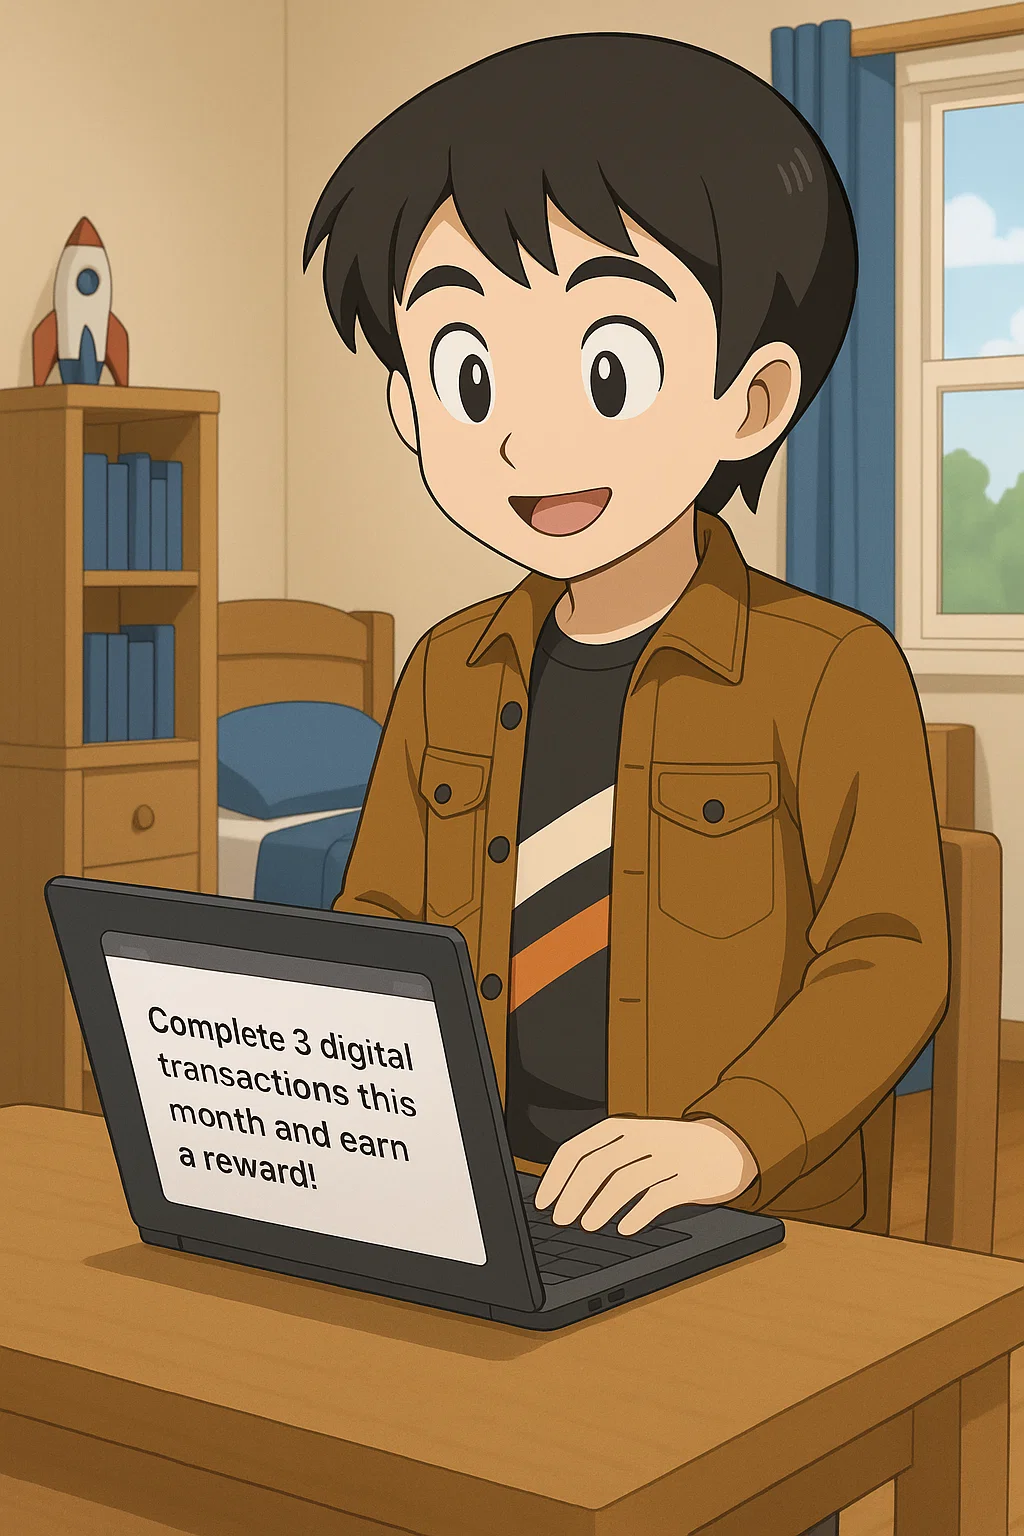 Complete 3 digital
transactions this
month and earn
a reward!